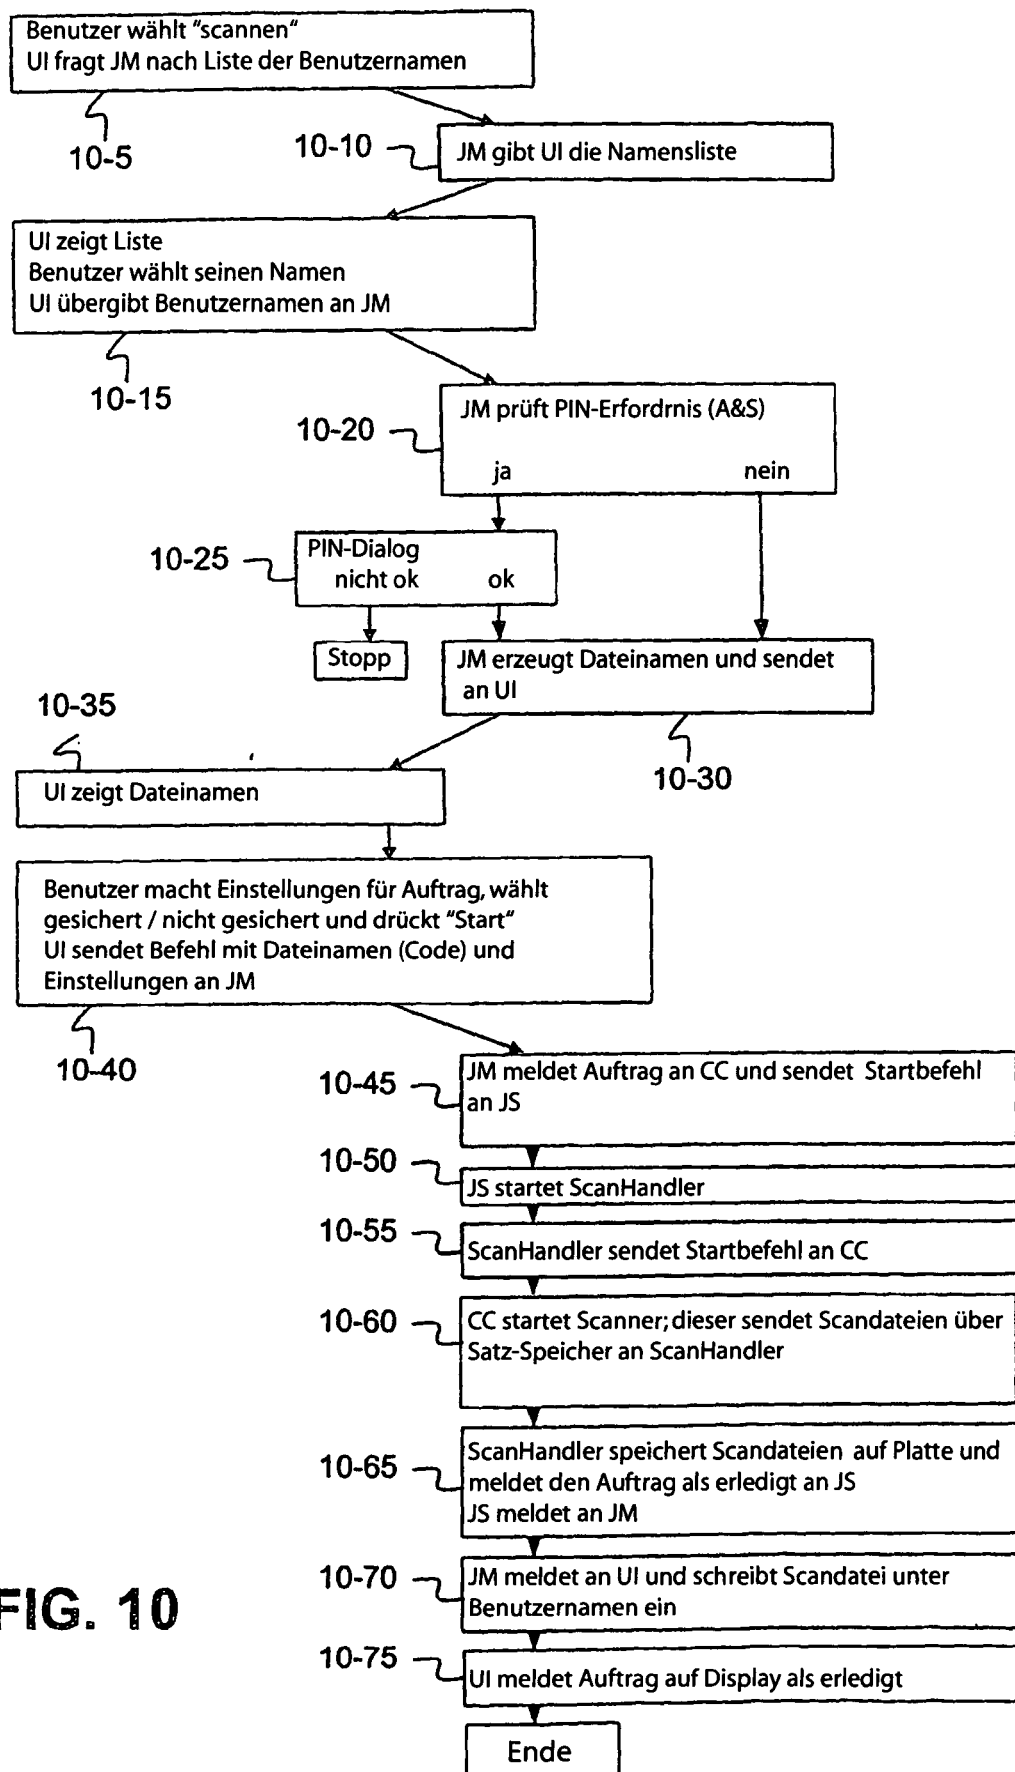 Benutzer wählt "scannen"
UI fragt JM nach Liste der Benutzernamen
10-5
10-10
JM gibt UI die Namensliste
UI zeigt Liste
Benutzer wählt seinen Namen
UI übergibt Benutzernamen an JM
10-15
10-20
JM prüft PIN-Erfordrnis (A&S)
ja nein
10-25
PIN-Dialog
nicht ok ok
Stopp
JM erzeugt Dateinamen und sendet
an UI
10-30
10-35
UI zeigt Dateinamen
Benutzer macht Einstellungen für Auftrag, wählt
gesichert / nicht gesichert und drückt "Start"
UI sendet Befehl mit Dateinamen (Code) und
Einstellungen an JM
10-40
10-45
JM meldet Auftrag an CC und sendet Startbefehl
an JS
10-50
JS startet ScanHandler
10-55
ScanHandler sendet Startbefehl an CC
10-60
CC startet Scanner; dieser sendet Scandateien über
Satz-Speicher an ScanHandler
10-65
ScanHandler speichert Scandateien auf Platte und
meldet den Auftrag als erledigt an JS
JS meldet an JM
10-70
JM meldet an UI und schreibt Scandatei unter
Benutzernamen ein
10-75
UI meldet Auftrag auf Display als erledigt
Ende
FIG. 10